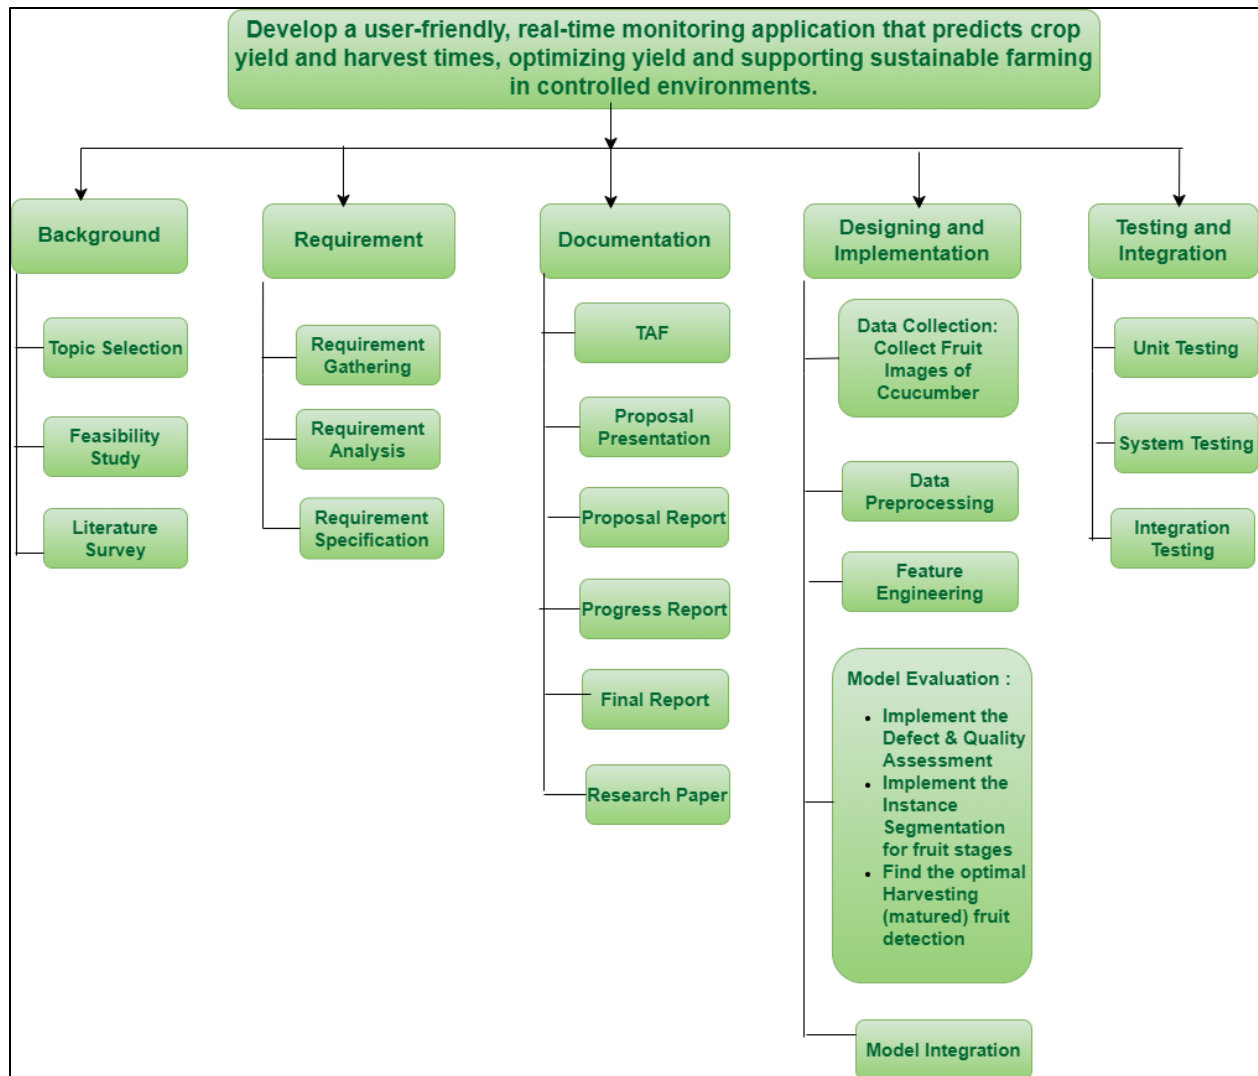 Develop a user-friendly, real-time monitoring application that predicts crop
yield and harvest times, optimizing yield and supporting sustainable farming
in controlled environments.
Background
Topic Selection
Feasibility
Study
Literature
Survey
Requirement
Requirement
Gathering
Requirement
Analysis
Requirement
Specification
Documentation
TAF
Proposal
Presentation
Proposal Report
Progress Report
Final Report
Research Paper
Designing and
Implementation
Data Collection:
Collect Fruit
Images of
Ccucumber
Data
Preprocessing
Feature
Engineering
Model Evaluation :
• Implement the
Defect & Quality
Assessment
• Implement the
Instance
Segmentation
for fruit stages
• Find the optimal
Harvesting
(matured) fruit
detection
Model Integration
Testing and
Integration
Unit Testing
System Testing
Integration
Testing